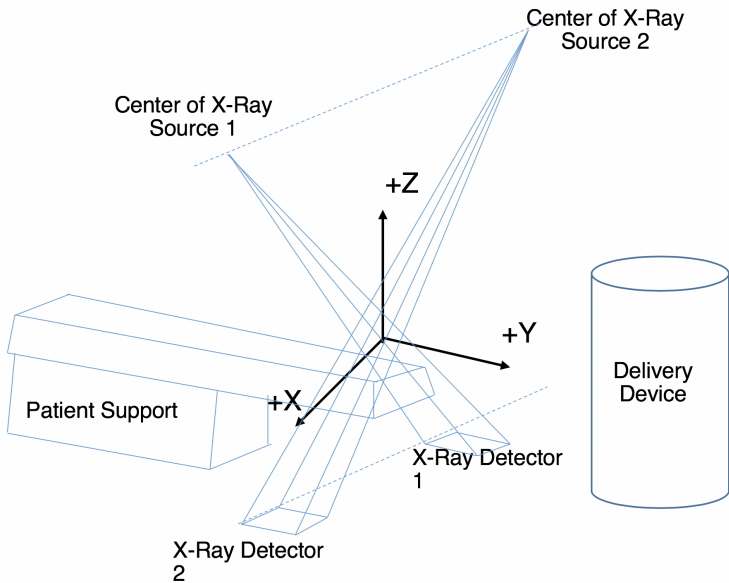 Center of X-Ray
Source 2
Center of X-Ray
Source 1
+Z
+Y
Delivery
Device
+X
Patient Support
X-Ray Detector
1
X-Ray Detector
2